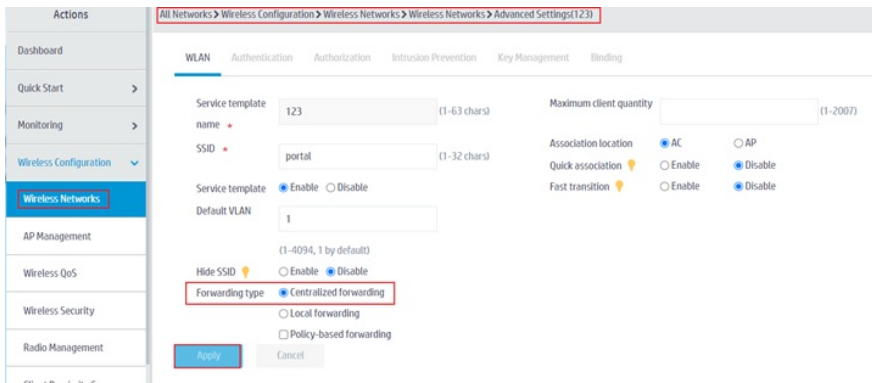 Actions
All Networks > Wireless Configuration > Wireless Networks > Wireless Networks > Advanced Settings(123)
Dashboard
Quick Start >
Monitoring >
Wireless Configuration
Wireless Networks
AP Management
Wireless QoS
Wireless Security
Radio Management
WLAN Authentication Authorization Intrusion Prevention Key Management Binding
Service template name * 123 (1-63 chars)
SSID * portal (1-32 chars)
Service template Enable Disable
Default VLAN 1
(1-4094, 1 by default)
Hide SSID Enable Disable
Forwarding type Centralized forwarding
Local forwarding
Policy-based forwarding
Apply Cancel
Maximum client quantity (1-2007)
Association location AC AP
Quick association Enable Disable
Fast transition Enable Disable